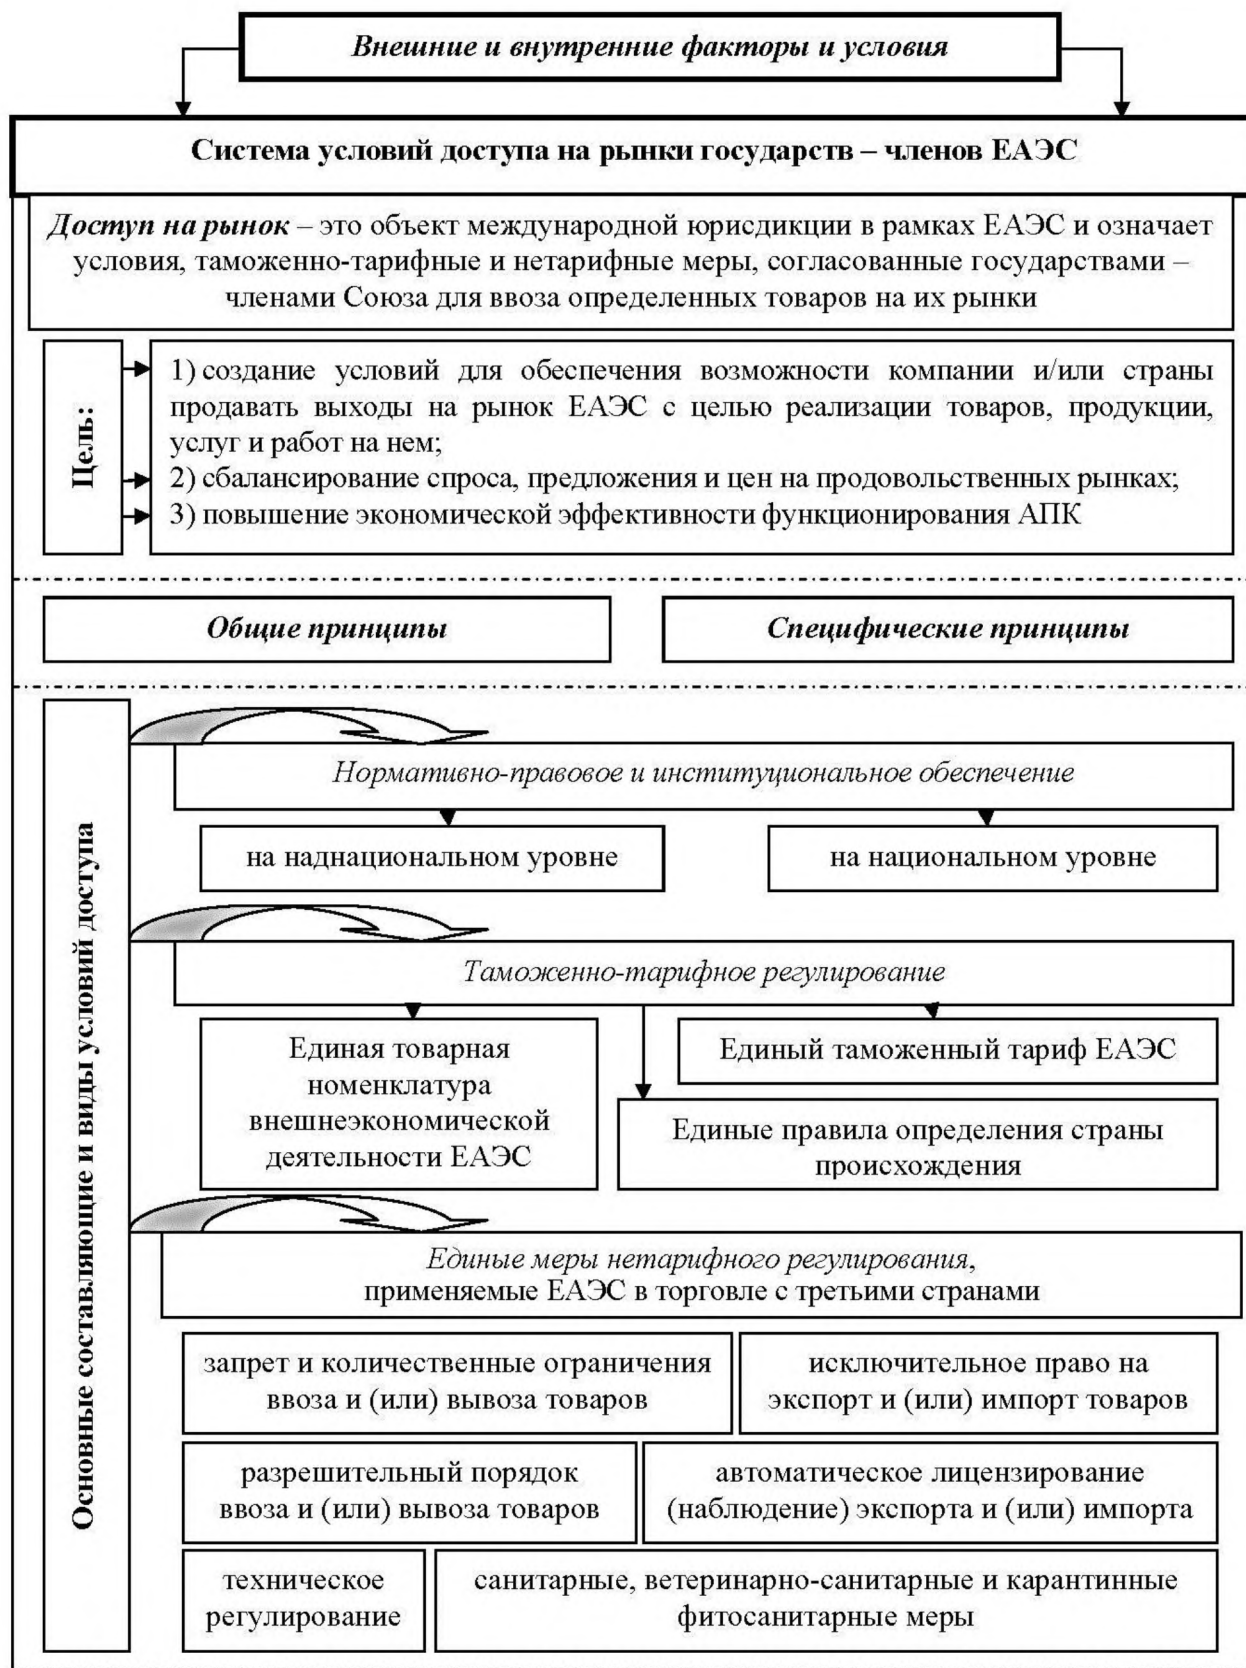 Внешние и внутренние факторы и условия
Система условий доступа на рынки государств – членов ЕАЭС
Доступ на рынок – это объект международной юрисдикции в рамках ЕАЭС и означает
условия, таможенно-тарифные и нетарифные меры, согласованные государствами –
членами Союза для ввоза определенных товаров на их рынки
Цель:
1) создание условий для обеспечения возможности компании и/или страны
продавать выходы на рынок ЕАЭС с целью реализации товаров, продукции,
услуг и работ на нем;
2) сбалансирование спроса, предложения и цен на продовольственных рынках;
3) повышение экономической эффективности функционирования АПК
Общие принципы
Специфические принципы
Основные составляющие и виды условий доступа
Нормативно-правовое и институциональное обеспечение
на наднациональном уровне
на национальном уровне
Таможенно-тарифное регулирование
Единая товарная
номенклатура
внешнеэкономической
деятельности ЕАЭС
Единый таможенный тариф ЕАЭС
Единые правила определения страны
происхождения
Единые меры нетарифного регулирования,
применяемые ЕАЭС в торговле с третьими странами
запрет и количественные ограничения
ввоза и (или) вывоза товаров
исключительное право на
экспорт и (или) импорт товаров
разрешительный порядок
ввоза и (или) вывоза товаров
автоматическое лицензирование
(наблюдение) экспорта и (или) импорта
техническое
регулирование
санитарные, ветеринарно-санитарные и карантинные
фитосанитарные меры